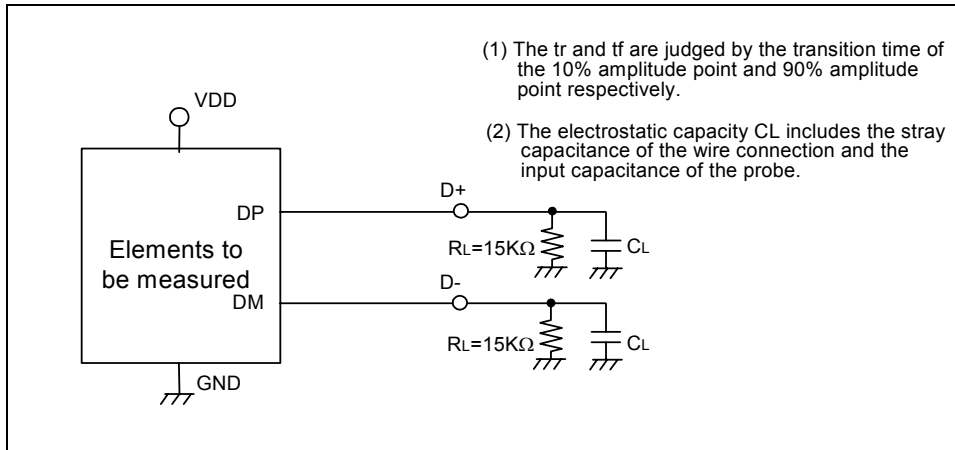 (1) The tr and tf are judged by the transition time of
the 10% amplitude point and 90% amplitude
point respectively.
(2) The electrostatic capacity CL includes the stray
capacitance of the wire connection and the
input capacitance of the probe.
VDD
D+
DP
RL=15KΩ
CL
Elements to
be measured
D-
DM
RL=15KΩ
CL
GND